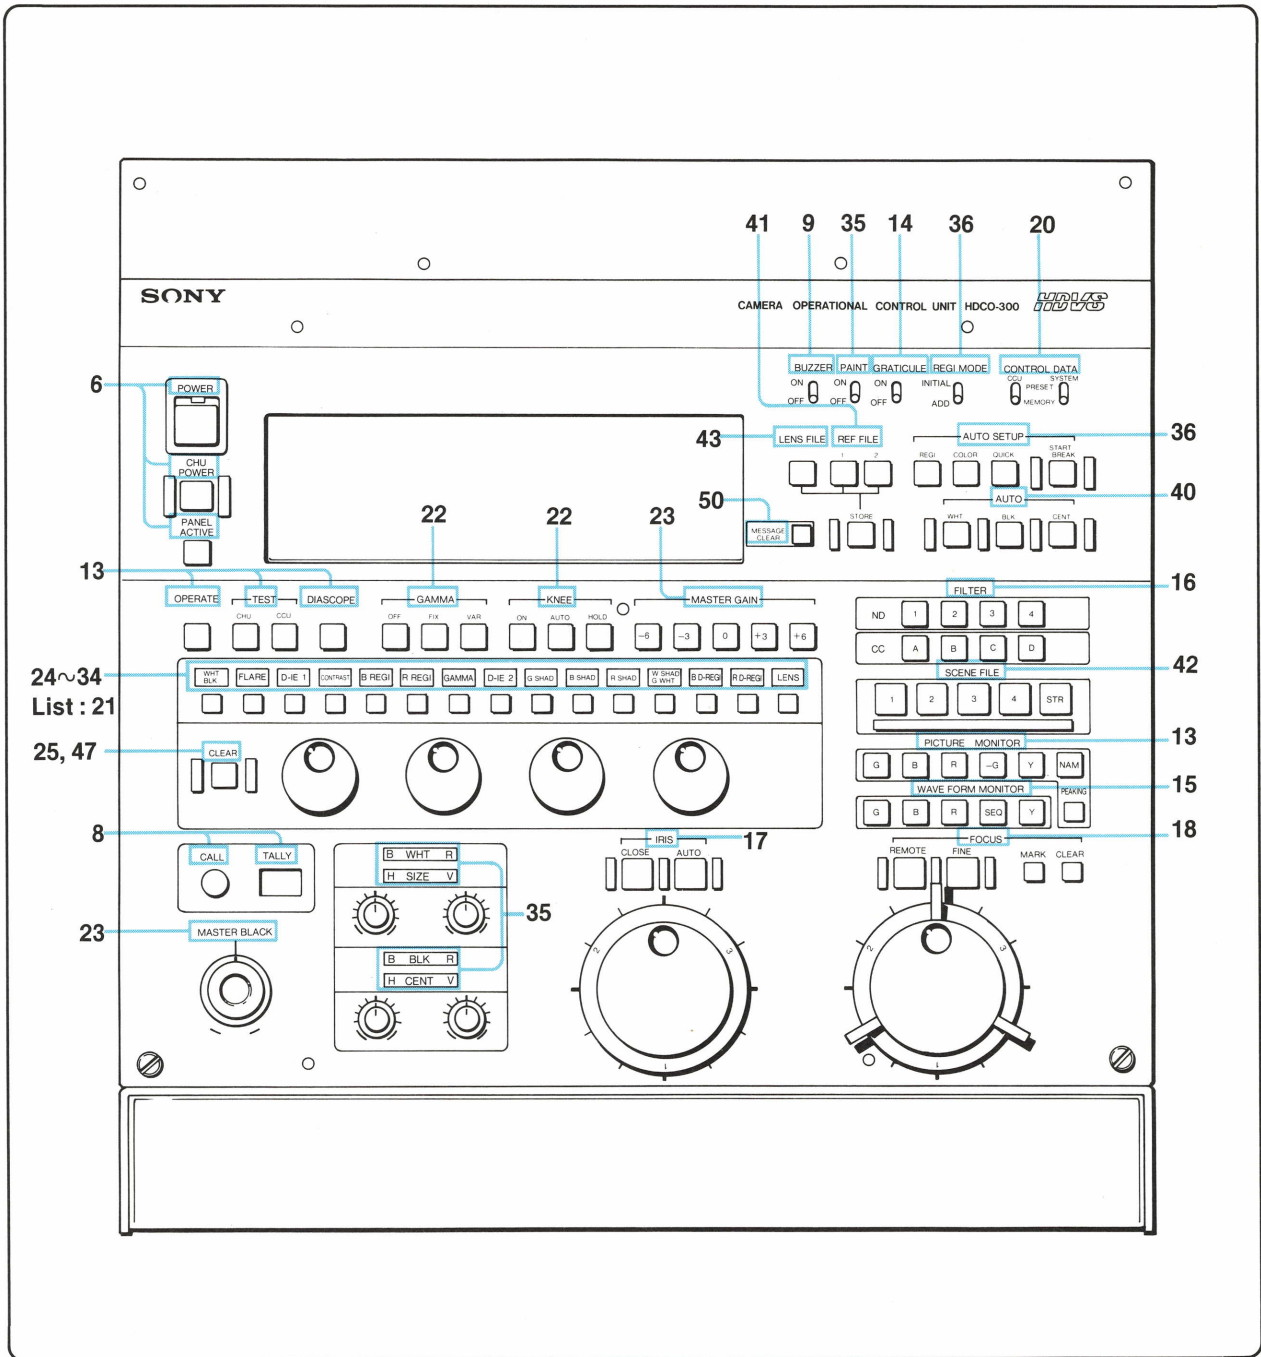 41 9 35 14 36 20
SONY
CAMERA OPERATIONAL CONTROL UNIT HDCO-300 HDVS
6
POWER
CHU
POWER
PANEL
ACTIVE
BUZZER PAINT GRATICULE REGI MODE CONTROL DATA
ON ON ON INITIAL CCU SYSTEM
PRESET
OFF OFF OFF ADD MEMORY
43 LENS FILE REF FILE
1 2
AUTO SETUP 36
REGI COLOR QUICK START
BREAK
AUTO 40
WHT BLK CENT
50
MESSAGE
CLEAR
STORE
22 22 23
13
OPERATE TEST DIASCOPE GAMMA KNEE MASTER GAIN
CHU CCU OFF FIX VAR ON AUTO HOLD
-6 -3 0 +3 +6
FILTER 16
ND 1 2 3 4
CC A B C D
24~34
List : 21
WHT
BLK
FLARE D-IE 1 CONTRAST B REGI R REGI GAMMA D-IE 2 G SHAD B SHAD R SHAD
W SHAD
G WHT
B D-REGI R D-REGI LENS
SCENE FILE 42
1 2 3 4 STR
25, 47
CLEAR
PICTURE MONITOR 13
G B R -G Y NAM
WAVE FORM MONITOR 15
PEAKING
G B R SEQ Y
8
CALL TALLY
B WHT R
H SIZE V
35
B BLK R
H CENT V
23
MASTER BLACK
IRIS 17
CLOSE AUTO
2 3
1
FOCUS 18
REMOTE FINE MARK CLEAR
2 3
1